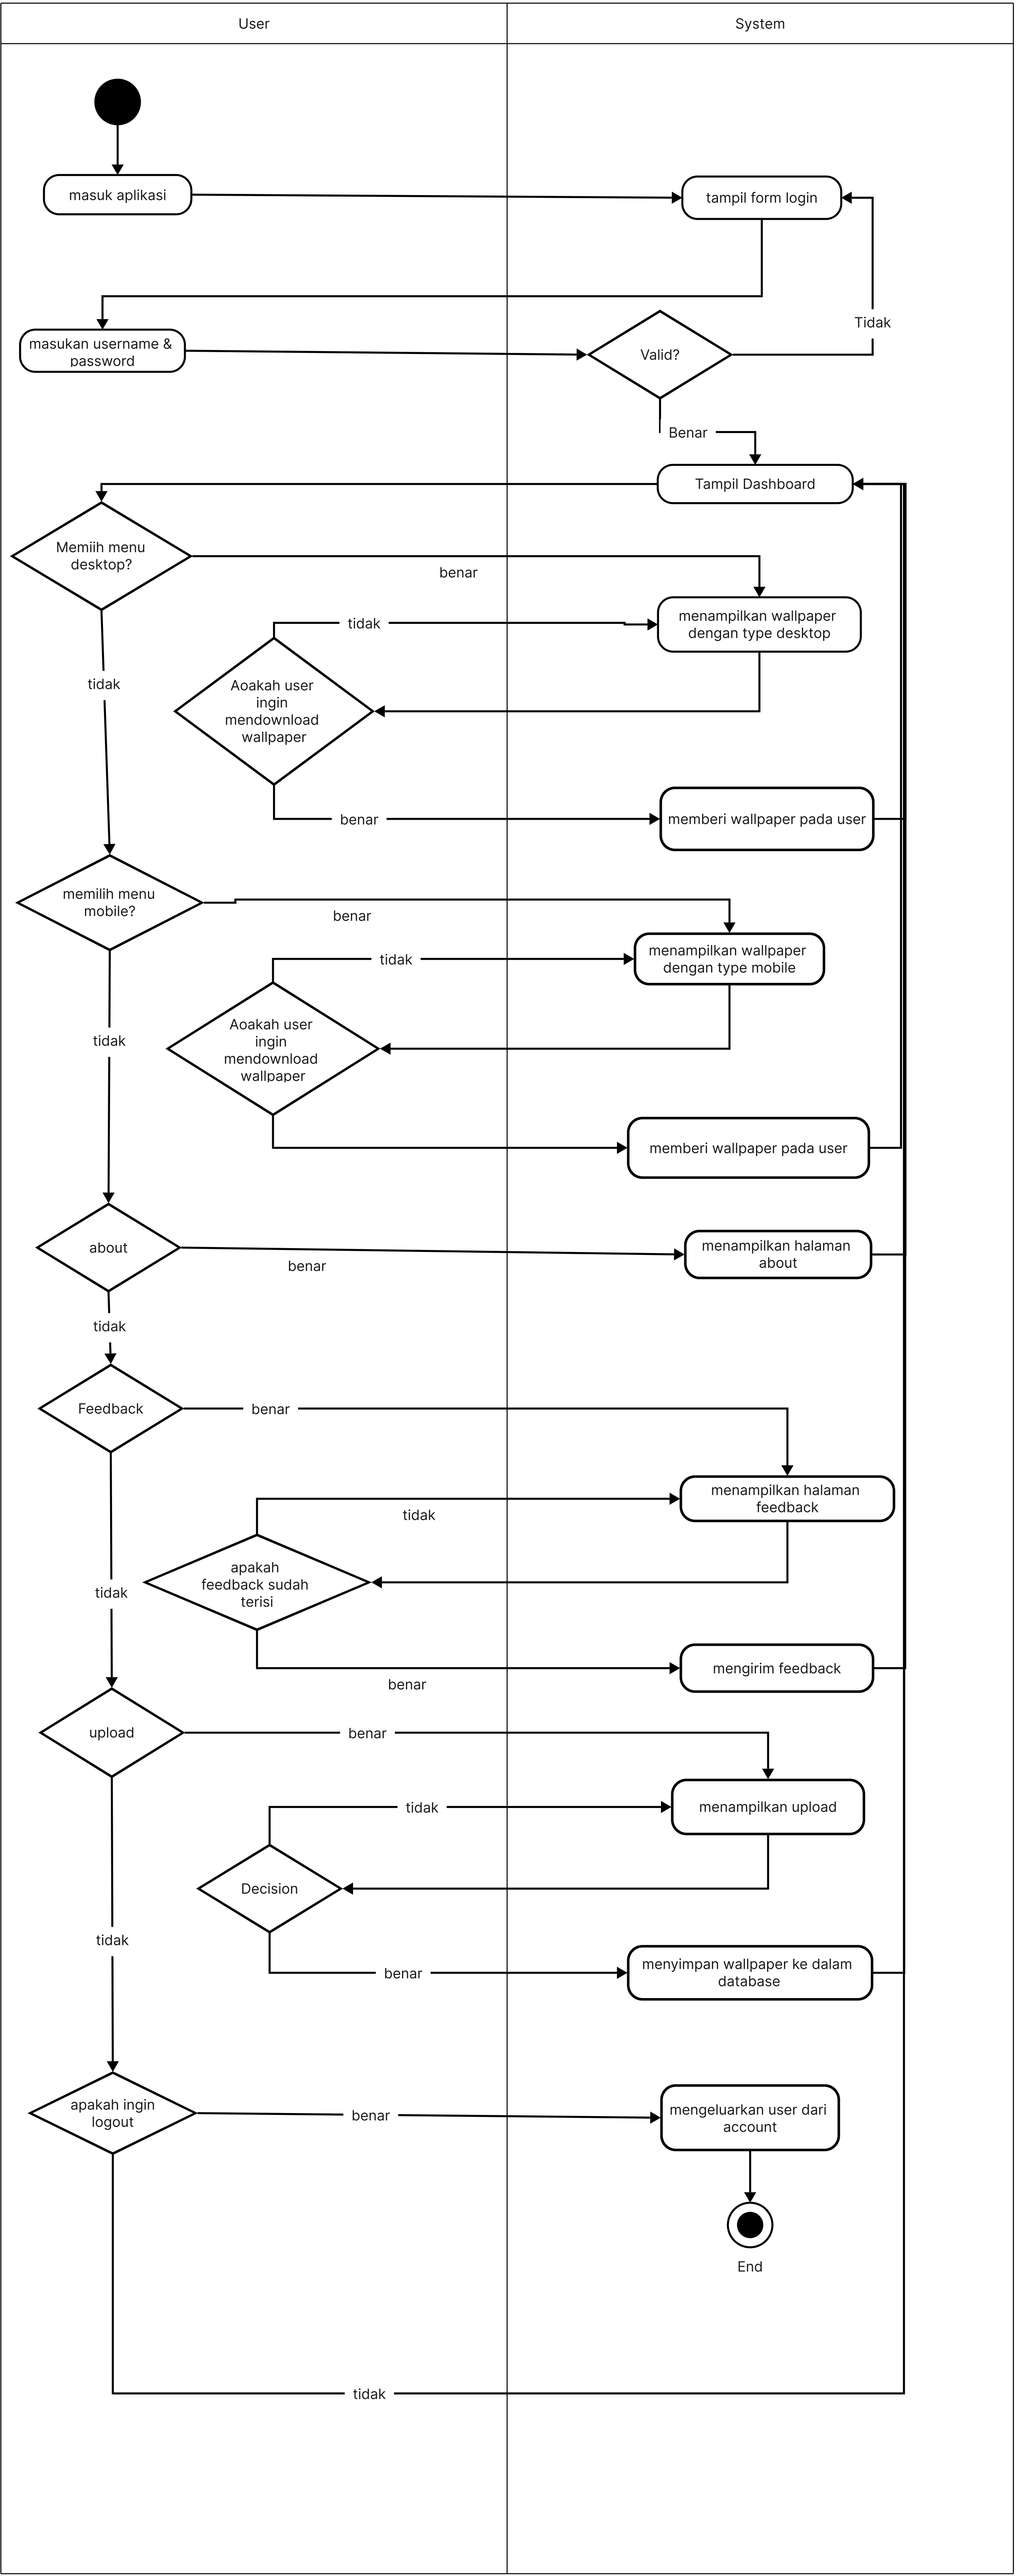 User
System
masuk aplikasi
tampil form login
masukan username &
password
Valid?
Tidak
Benar
Tampil Dashboard
Memiih menu
desktop?
benar
menampilkan wallpaper
dengan type desktop
tidak
tidak
Aoakah user
ingin
mendownload
wallpaper
benar
memberi wallpaper pada user
memilih menu
mobile?
benar
menampilkan wallpaper
dengan type mobile
tidak
Aoakah user
ingin
mendownload
wallpaper
tidak
memberi wallpaper pada user
about
benar
menampilkan halaman
about
tidak
Feedback
benar
menampilkan halaman
feedback
tidak
apakah
feedback sudah
terisi
tidak
mengirim feedback
benar
upload
benar
menampilkan upload
tidak
Decision
tidak
benar
menyimpan wallpaper ke dalam
database
apakah ingin
logout
benar
mengeluarkan user dari
account
End
tidak